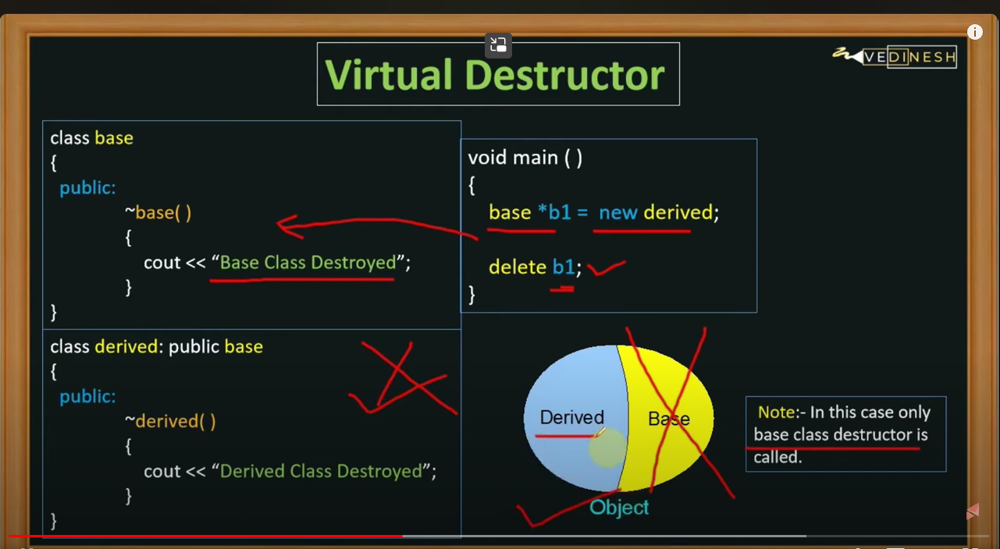 Virtual Destructor
VEDINESH
class base
{
public:
~base( )
{
cout << “Base Class Destroyed”;
}
}
void main ( )
{
base *b1 = new derived;
delete b1;
}
class derived: public base
{
public:
~derived( )
{
cout << “Derived Class Destroyed”;
}
}
Derived
Base
Object
Note:- In this case only
base class destructor is
called.